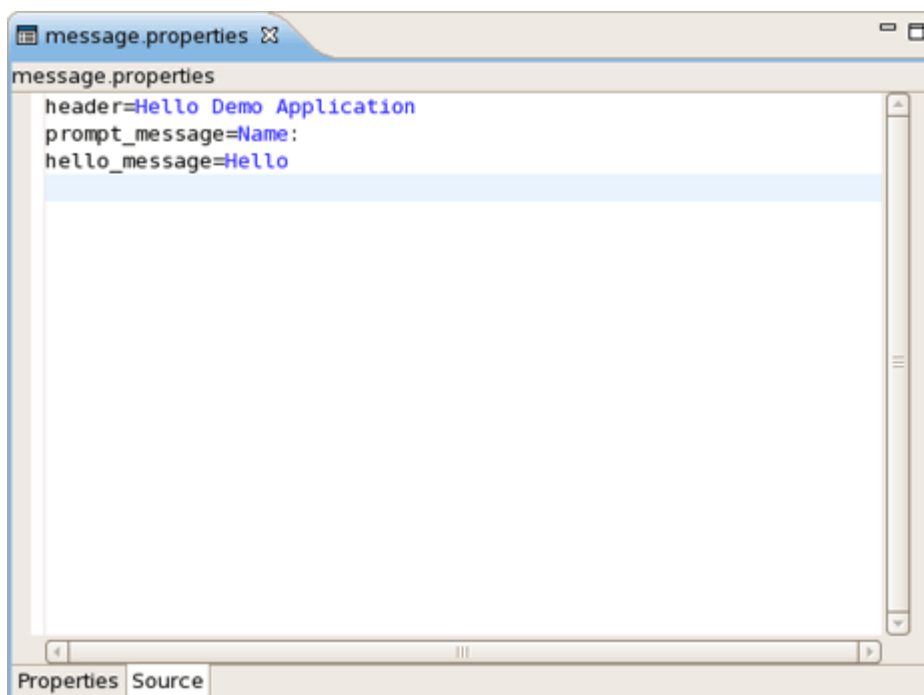 message.properties
message.properties
header=Hello Demo Application
prompt_message=Name:
hello_message=Hello
Properties Source